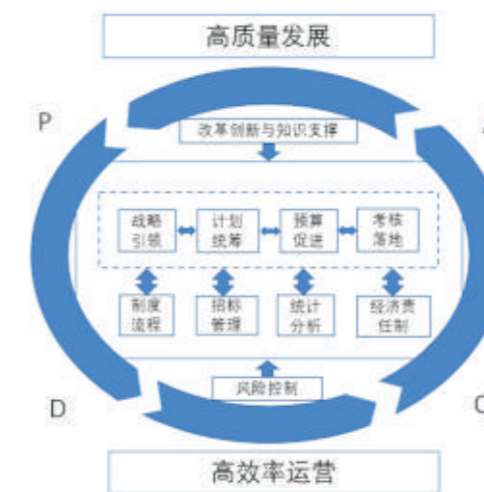 高质量发展
P
改革创新与知识支撑
战略
引领
计划
统筹
预算
促进
考核
落地
制度
流程
招标
管理
统计
分析
经济责
任制
风险控制
D
高效率运营